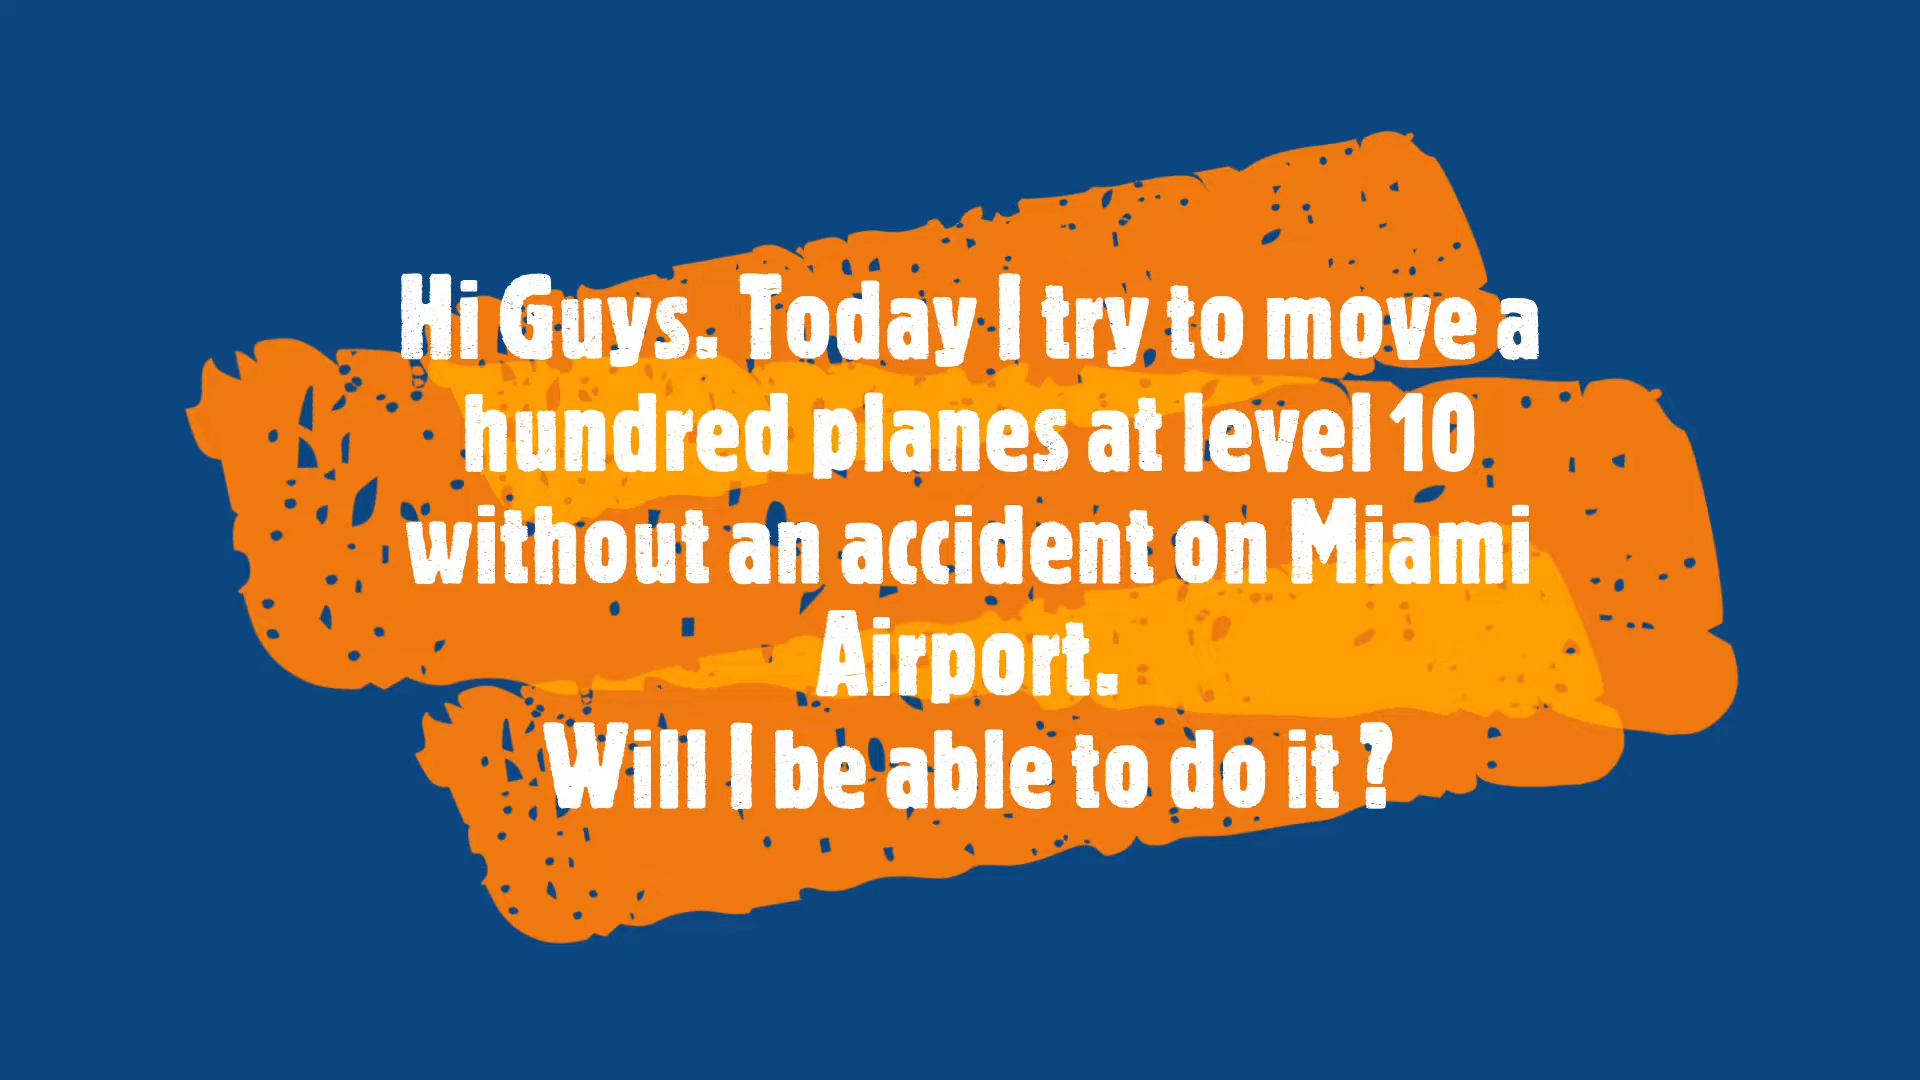 Hi Guys. Today I try to move a
hundred planes at level 10
without an accident on Miami
Airport.
Will I be able to do it ?